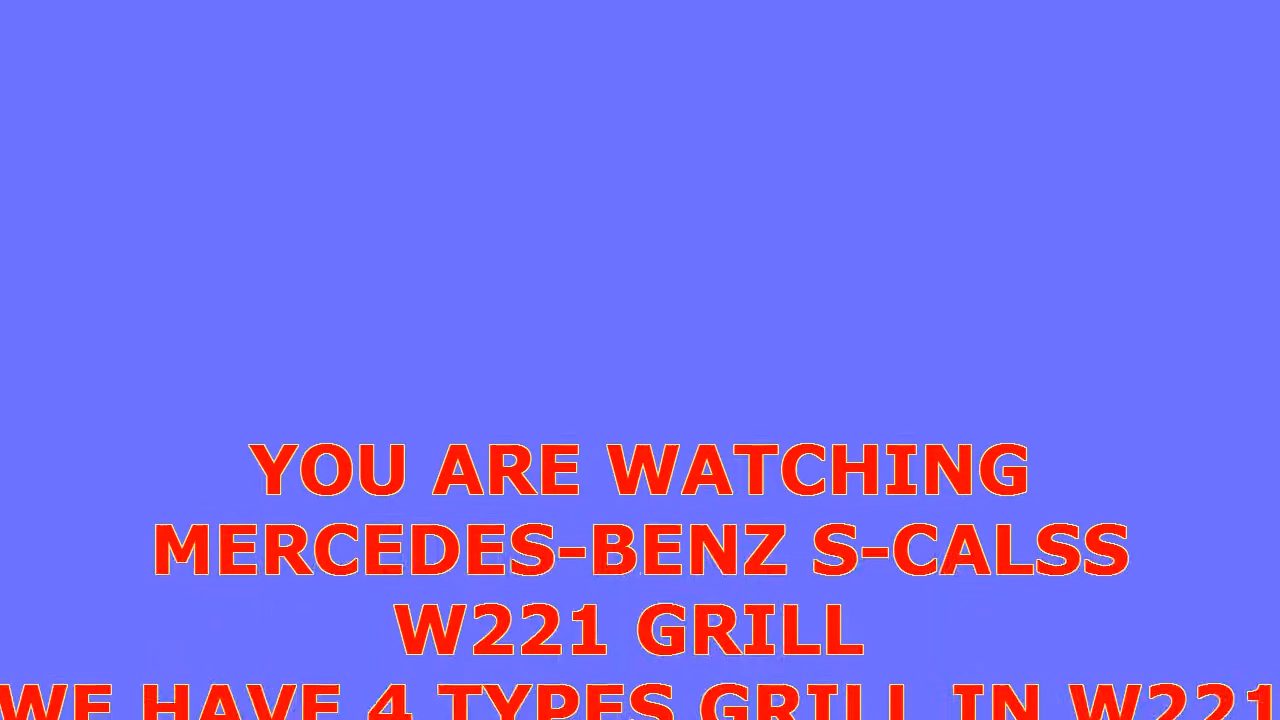 YOU ARE WATCHING
MERCEDES-BENZ S-CALSS
W221 GRILL
WE HAVE 4 TYPES GRILL IN W221